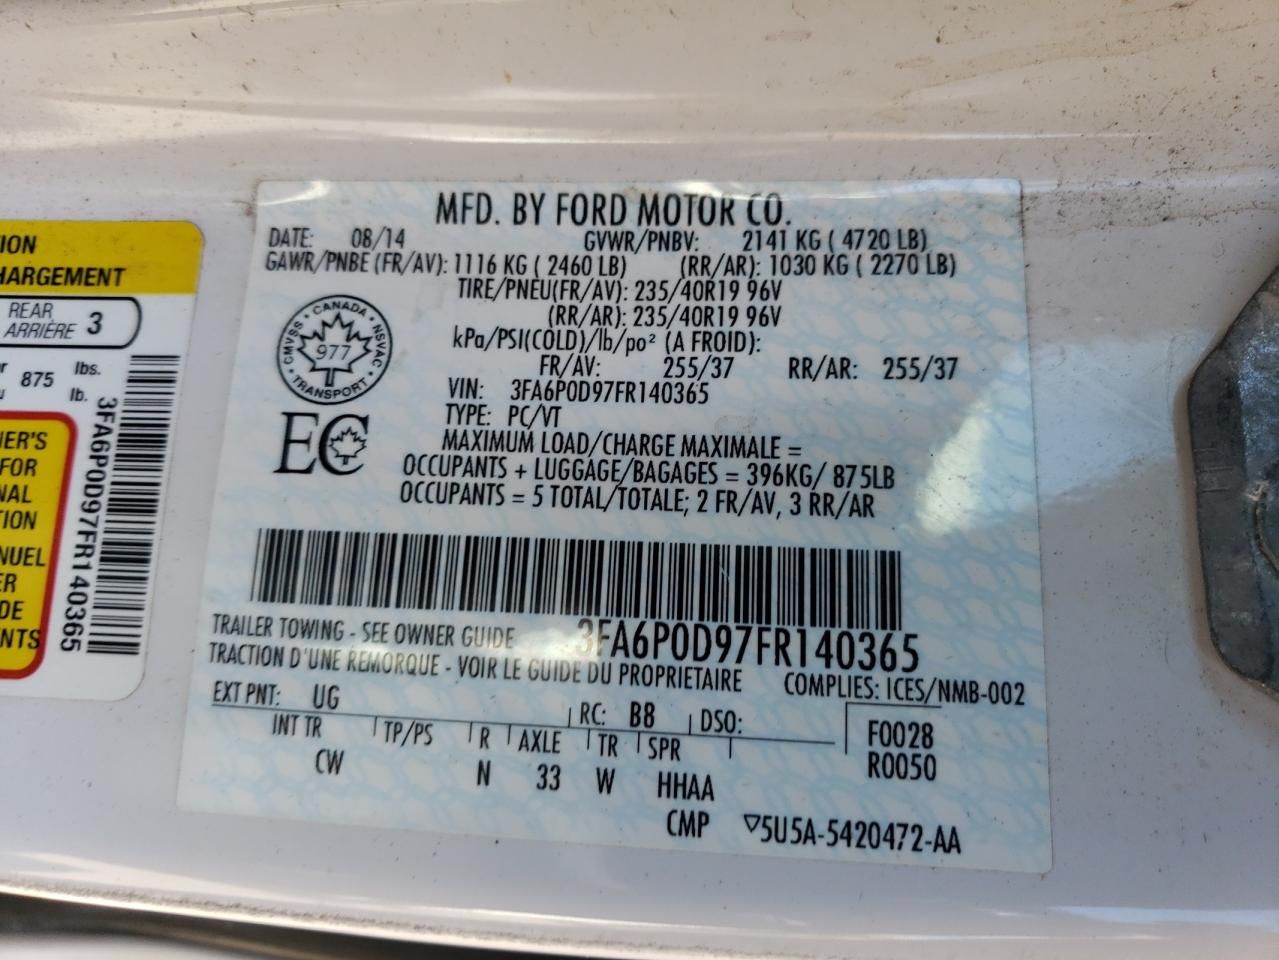 MFD. BY FORD MOTOR CO.
DATE: 08/14 GVWR/PNBV: 2141 KG ( 4720 LB)
GAWR/PNBE (FR/AV): 1116 KG ( 2460 LB) (RR/AR): 1030 KG ( 2270 LB)
TIRE/PNEU(FR/AV): 235/40R19 96V
(RR/AR): 235/40R19 96V
kPa/PSI(COLD)/lb/po² (A FROID):
FR/AV: 255/37 RR/AR: 255/37
VIN: 3FA6P0D97FR140365
TYPE: PC/VT
MAXIMUM LOAD/CHARGE MAXIMALE =
OCCUPANTS + LUGGAGE/BAGAGES = 396KG/ 875LB
OCCUPANTS = 5 TOTAL/TOTALE; 2 FR/AV, 3 RR/AR
CANADA
CMVSS 977 NSVAC
TRANSPORT
EC
3FA6P0D97FR140365
TRAILER TOWING - SEE OWNER GUIDE
TRACTION D'UNE REMORQUE - VOIR LE GUIDE DU PROPRIETAIRE
COMPLIES: ICES/NMB-002
EXT PNT: UG RC: B8 DSO:
INT TR TP/PS R AXLE TR SPR
CW N 33 W HHAA
F0028
R0050
CMP ▽5U5A-5420472-AA
ION
HARGEMENT
REAR
ARRIÈRE 3
875 lbs.
lb.
3FA6P0D97FR140365
NER'S
FOR
NAL
TION
NUEL
ER
DE
NTS